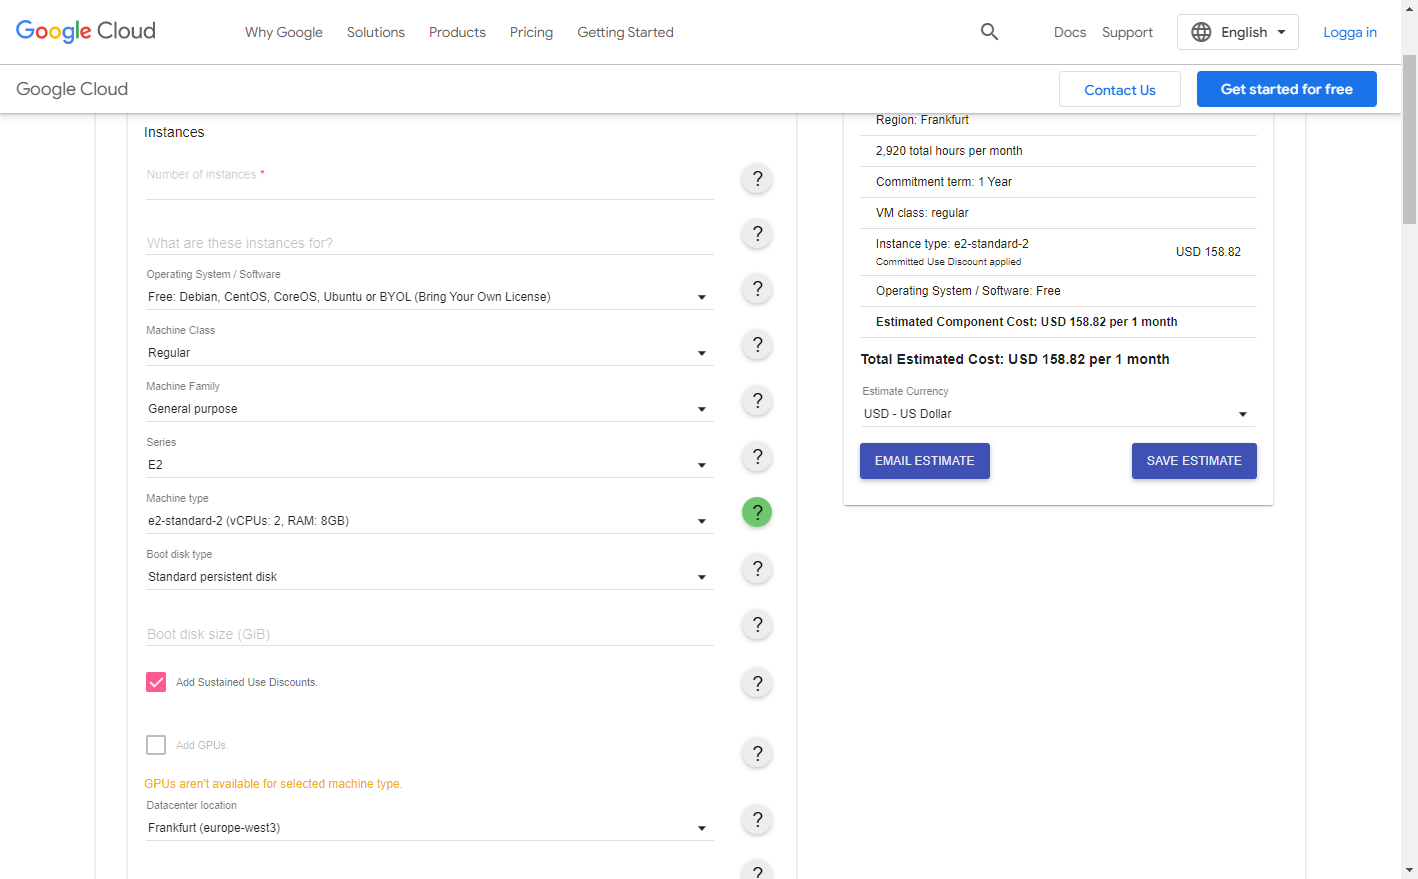 Google Cloud
Why Google
Solutions
Products
Pricing
Getting Started
Docs
Support
English
Logga in
Google Cloud
Contact Us
Get started for free
Instances
Number of instances *
?
What are these instances for?
?
Operating System / Software
Free: Debian, CentOS, CoreOS, Ubuntu or BYOL (Bring Your Own License)
?
Machine Class
Regular
?
Machine Family
General purpose
?
Series
E2
?
Machine type
e2-standard-2 (vCPUs: 2, RAM: 8GB)
?
Boot disk type
Standard persistent disk
?
Boot disk size (GiB)
?
Add Sustained Use Discounts.
?
Add GPUs.
?
GPUs aren't available for selected machine type.
Datacenter location
Frankfurt (europe-west3)
?
?
Region: Frankfurt
2,920 total hours per month
Commitment term: 1 Year
VM class: regular
Instance type: e2-standard-2
Committed Use Discount applied
USD 158.82
Operating System / Software: Free
Estimated Component Cost: USD 158.82 per 1 month
Total Estimated Cost: USD 158.82 per 1 month
Estimate Currency
USD - US Dollar
EMAIL ESTIMATE
SAVE ESTIMATE